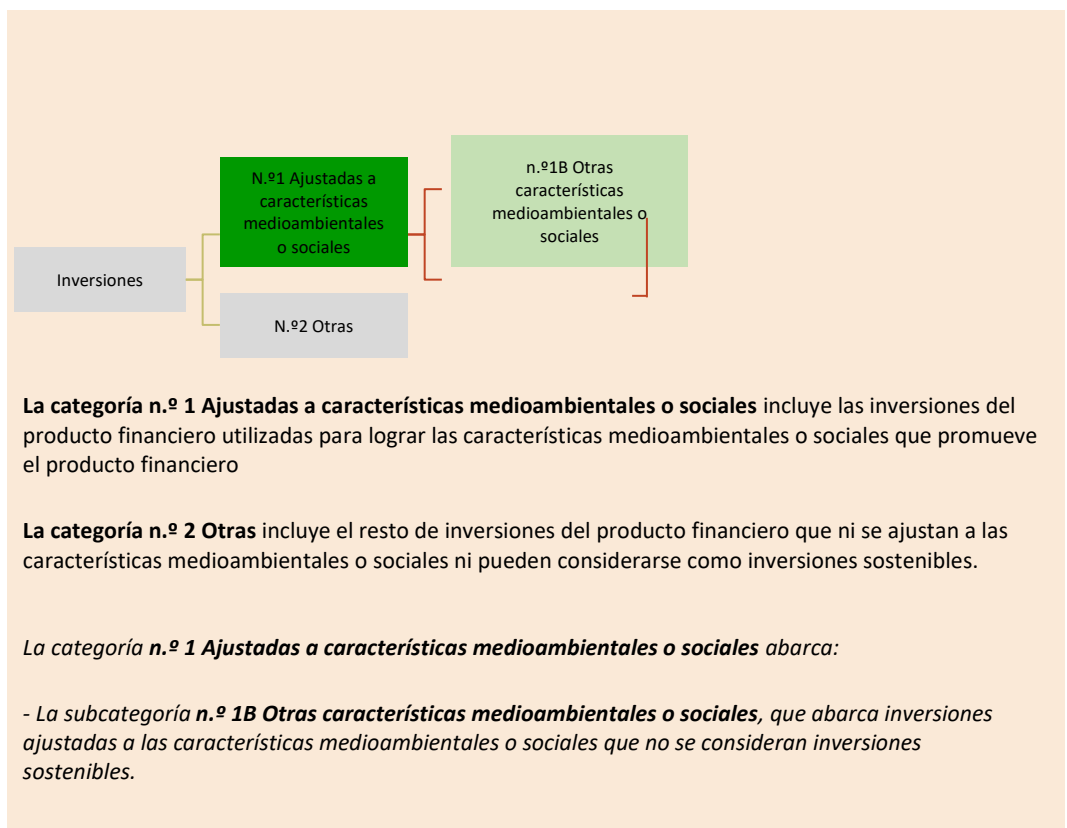 Inversiones
N.º1 Ajustadas a
características
medioambientales
o sociales
N.º2 Otras
n.º1B Otras
características
medioambientales o
sociales
La categoría n.º 1 Ajustadas a características medioambientales o sociales incluye las inversiones del
producto financiero utilizadas para lograr las características medioambientales o sociales que promueve
el producto financiero
La categoría n.º 2 Otras incluye el resto de inversiones del producto financiero que ni se ajustan a las
características medioambientales o sociales ni pueden considerarse como inversiones sostenibles.
La categoría n.º 1 Ajustadas a características medioambientales o sociales abarca:
- La subcategoría n.º 1B Otras características medioambientales o sociales, que abarca inversiones
ajustadas a las características medioambientales o sociales que no se consideran inversiones
sostenibles.